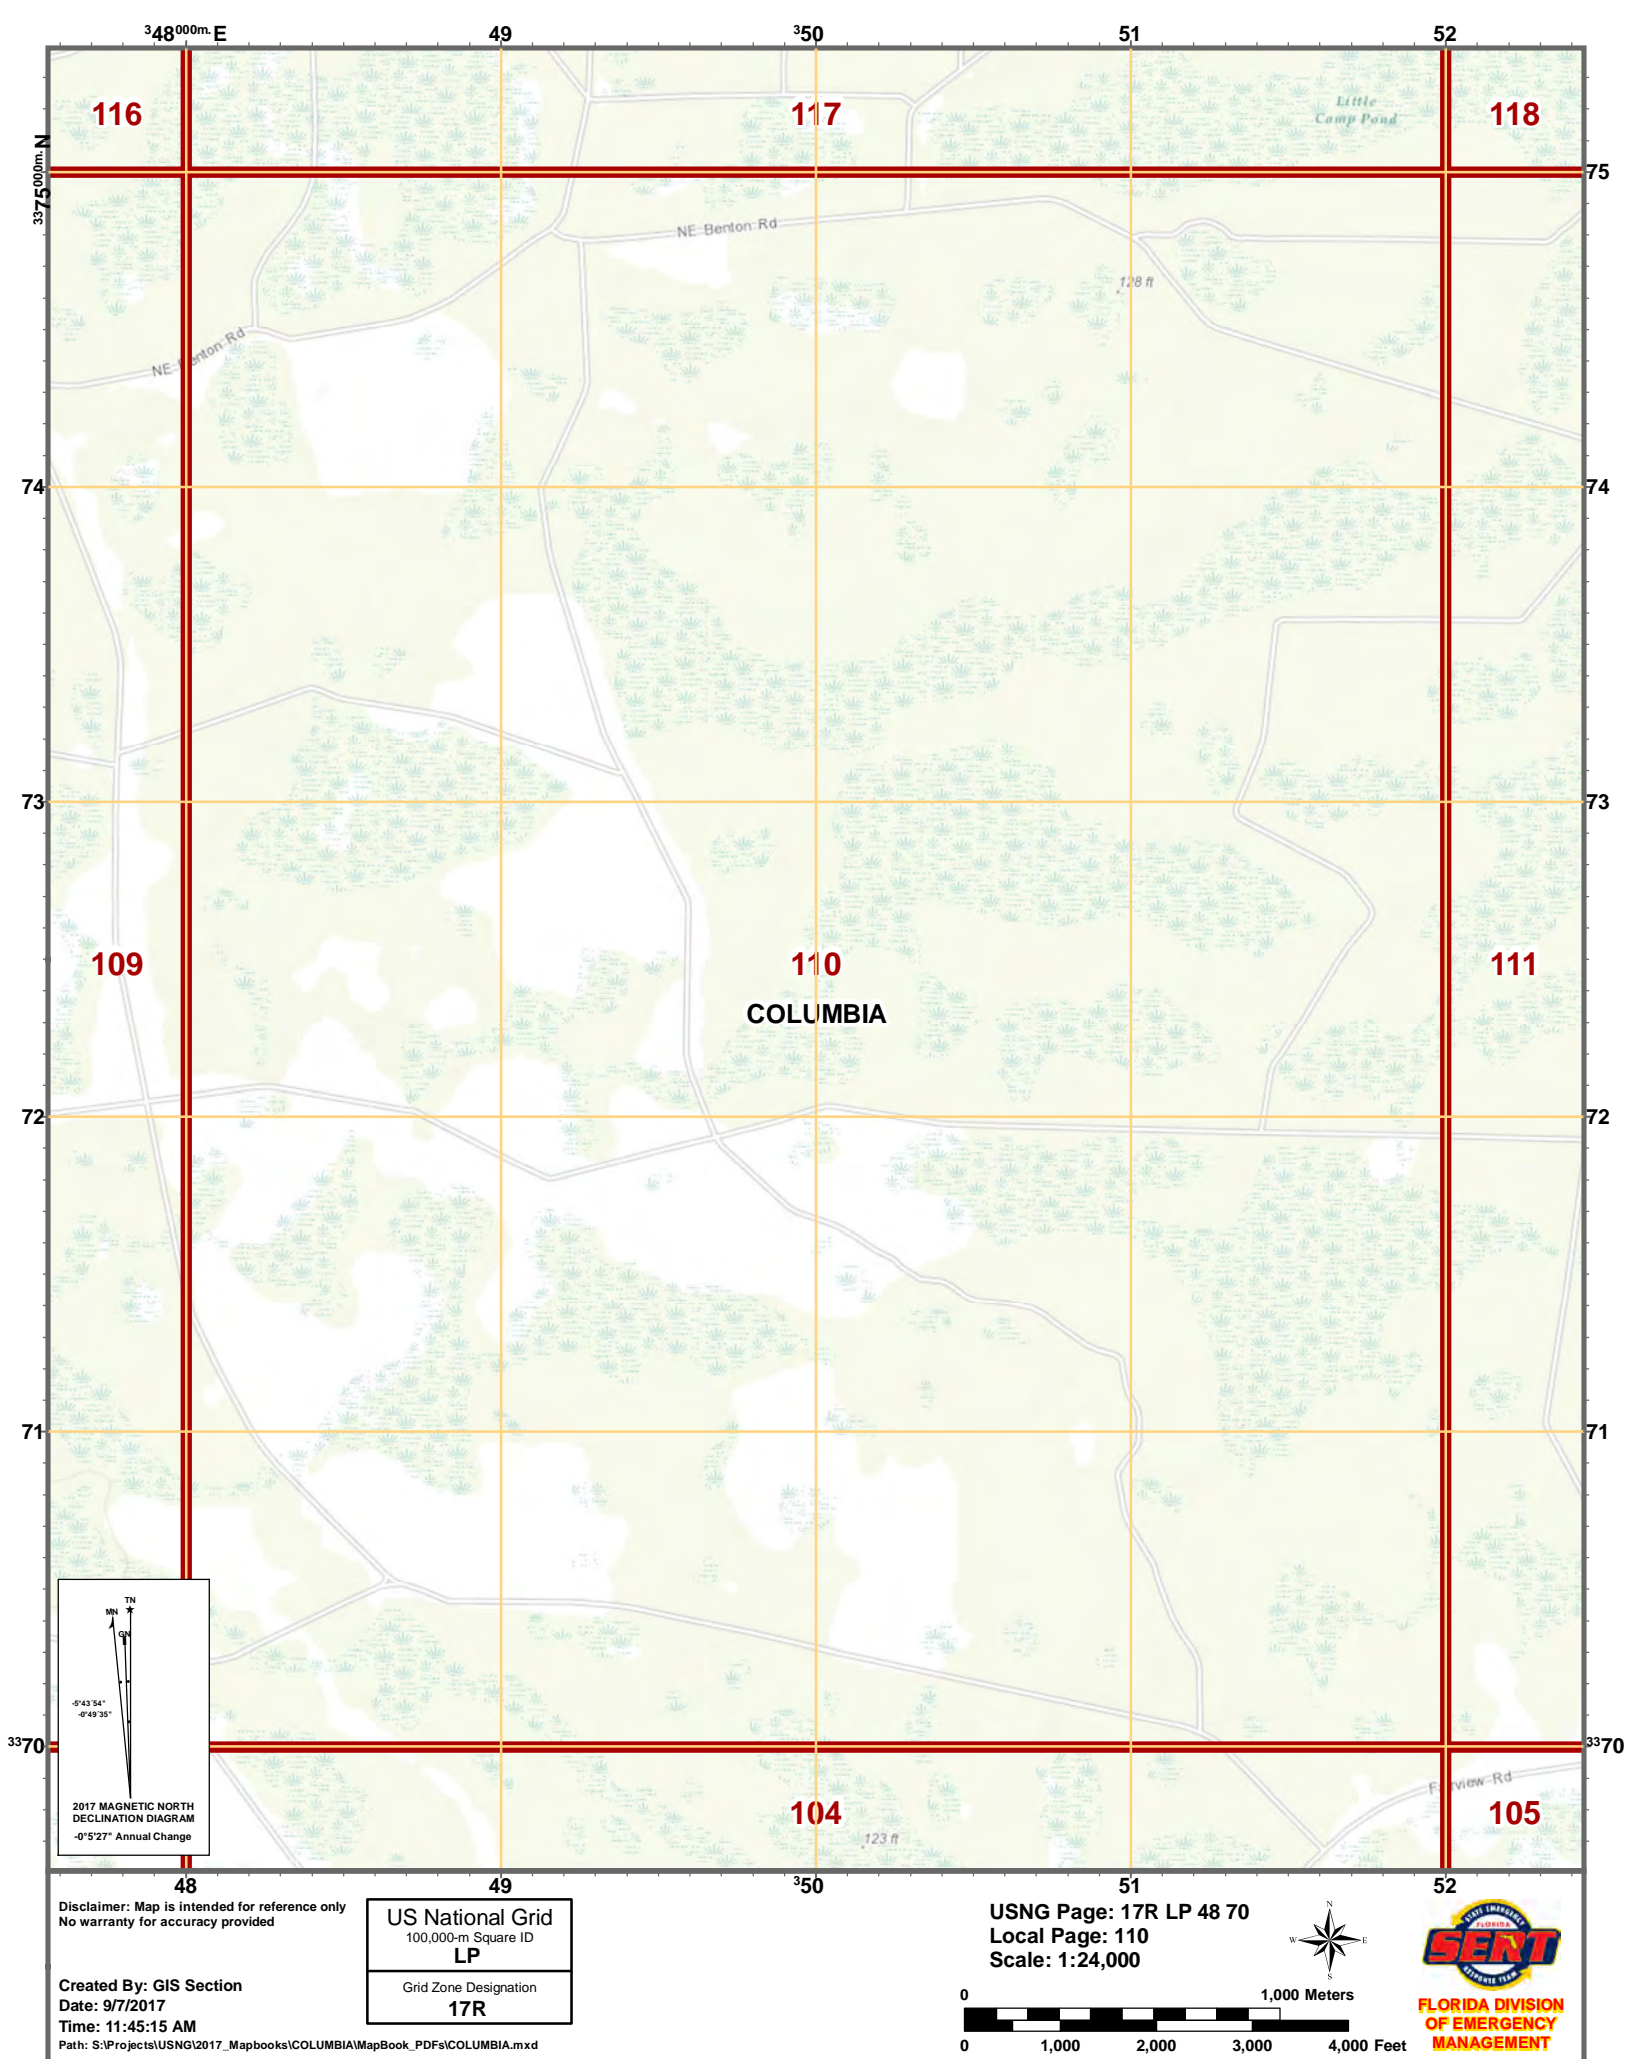 ³48⁰⁰⁰ᵐ·E 49 ³50 51 52
116 117 118
Little
Camp Pond
³³75⁰⁰⁰ᵐ·N 75
NE Benton Rd
128 ft
NE Benton Rd
74 74
73 73
109 110 111
COLUMBIA
72 72
71 71
TN
MN
GN
-5°43'54"
-0°49'35"
2017 MAGNETIC NORTH
DECLINATION DIAGRAM
-0°5'27" Annual Change
³³70 ³³70
Fairview Rd
104 105
123 ft
48 49 ³50 51 52
Disclaimer: Map is intended for reference only
No warranty for accuracy provided
Created By: GIS Section
Date: 9/7/2017
Time: 11:45:15 AM
Path: S:\Projects\USNG\2017_Mapbooks\COLUMBIA\MapBook_PDFs\COLUMBIA.mxd
US National Grid
100,000-m Square ID
LP
Grid Zone Designation
17R
USNG Page: 17R LP 48 70
Local Page: 110
Scale: 1:24,000
N
W E
S
0 1,000 Meters
0 1,000 2,000 3,000 4,000 Feet
STATE EMERGENCY
FLORIDA
SERT
RESPONSE TEAM
FLORIDA DIVISION
OF EMERGENCY
MANAGEMENT